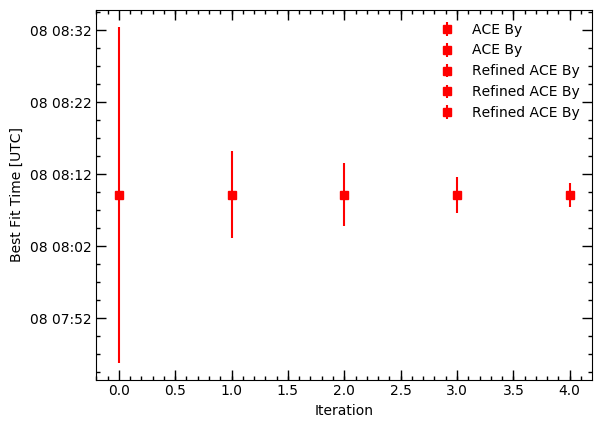 08 08:32
08 08:22
08 08:12
08 08:02
08 07:52
Best Fit Time [UTC]
ACE By
ACE By
Refined ACE By
Refined ACE By
Refined ACE By
0.0 0.5 1.0 1.5 2.0 2.5 3.0 3.5 4.0
Iteration